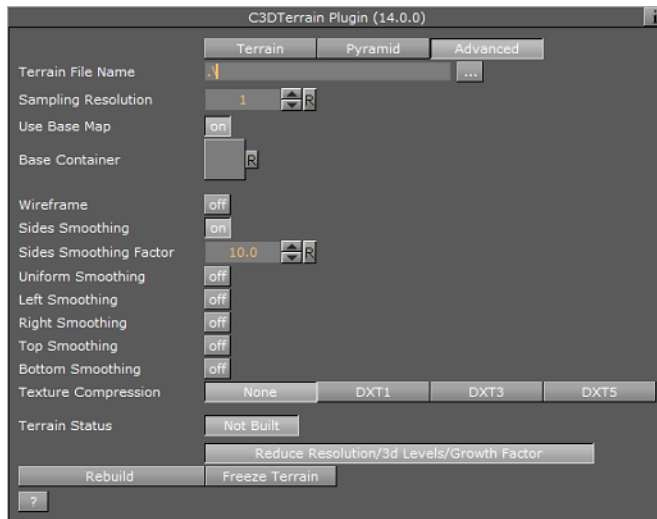 C3DTerrain Plugin (14.0.0) i
Terrain Pyramid Advanced
Terrain File Name .\ ...
Sampling Resolution 1 R
Use Base Map on
Base Container R
Wireframe off
Sides Smoothing on
Sides Smoothing Factor 10.0 R
Uniform Smoothing off
Left Smoothing off
Right Smoothing off
Top Smoothing off
Bottom Smoothing off
Texture Compression None DXT1 DXT3 DXT5
Terrain Status Not Built
Reduce Resolution/3d Levels/Growth Factor
Rebuild Freeze Terrain
?